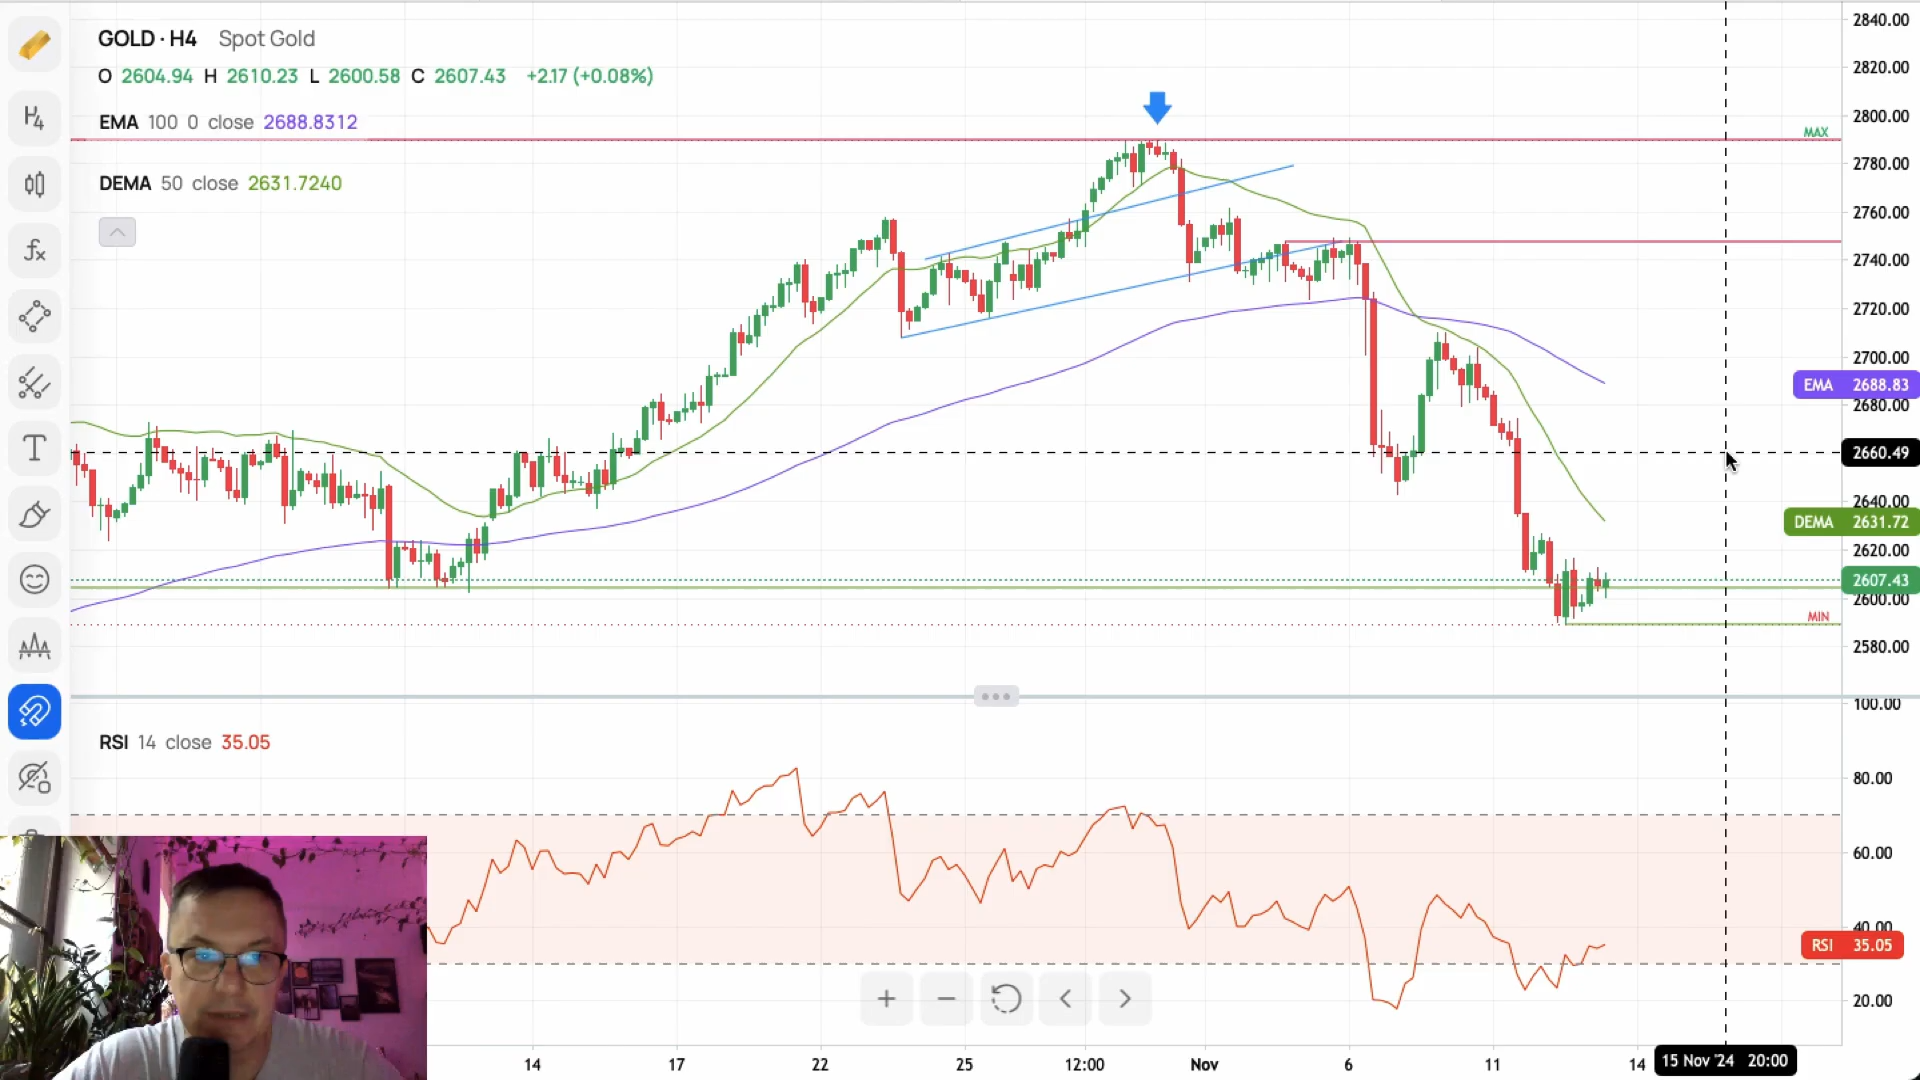 GOLD · H4 Spot Gold
O 2604.94 H 2610.23 L 2600.58 C 2607.43 +2.17 (+0.08%)
EMA 100 0 close 2688.8312
DEMA 50 close 2631.7240
H4
fx
T
MAX
MIN
2840.00
2820.00
2800.00
2780.00
2760.00
2740.00
2720.00
2700.00
EMA 2688.83
2680.00
2660.49
2640.00
DEMA 2631.72
2620.00
2607.43
2600.00
2580.00
RSI 14 close 35.05
100.00
80.00
60.00
40.00
RSI 35.05
20.00
14 17 22 25 12:00 Nov 6 11 14 15 Nov '24 20:00